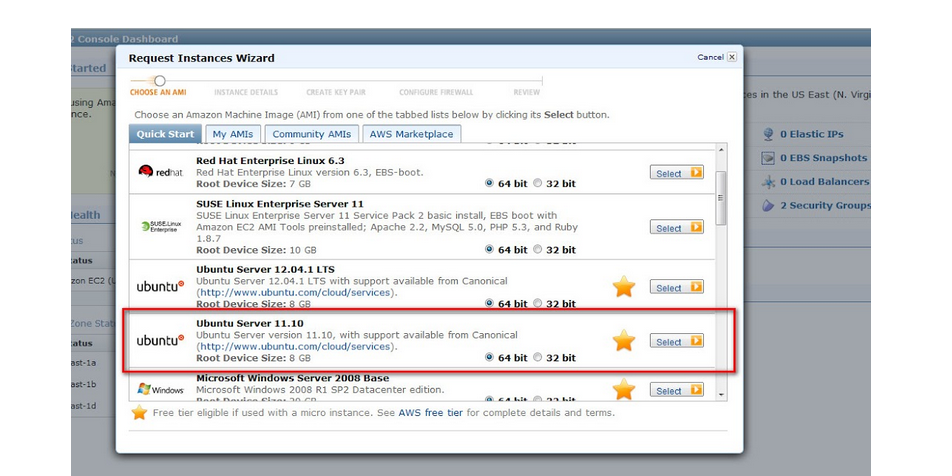 2 Console Dashboard
Request Instances Wizard
Cancel
Started
CHOOSE AN AMI
INSTANCE DETAILS
CREATE KEY PAIR
CONFIGURE FIREWALL
REVIEW
using Ama
nce.
ces in the US East (N. Virgi
Choose an Amazon Machine Image (AMI) from one of the tabbed lists below by clicking its Select button.
Quick Start
My AMIs
Community AMIs
AWS Marketplace
0 Elastic IPs
0 EBS Snapshots
0 Load Balancers
2 Security Groups
redhat
Red Hat Enterprise Linux 6.3
Red Hat Enterprise Linux version 6.3, EBS-boot.
Root Device Size: 7 GB
64 bit 32 bit
Select
SUSE Linux
Enterprise
SUSE Linux Enterprise Server 11
SUSE Linux Enterprise Server 11 Service Pack 2 basic install, EBS boot with
Amazon EC2 AMI Tools preinstalled; Apache 2.2, MySQL 5.0, PHP 5.3, and Ruby
1.8.7
Root Device Size: 10 GB
64 bit 32 bit
Select
Health
tus
tatus
zon EC2 (U
ubuntu
Ubuntu Server 12.04.1 LTS
Ubuntu Server 12.04.1 LTS with support available from Canonical
(http://www.ubuntu.com/cloud/services).
Root Device Size: 8 GB
64 bit 32 bit
Select
Zone Stat
tatus
ast-1a
ast-1b
ast-1d
ubuntu
Ubuntu Server 11.10
Ubuntu Server version 11.10, with support available from Canonical
(http://www.ubuntu.com/cloud/services).
Root Device Size: 8 GB
64 bit 32 bit
Select
Windows
Microsoft Windows Server 2008 Base
Microsoft Windows 2008 R1 SP2 Datacenter edition.
Root Device Size: 30 GB
64 bit 32 bit
Select
Free tier eligible if used with a micro instance. See AWS free tier for complete details and terms.